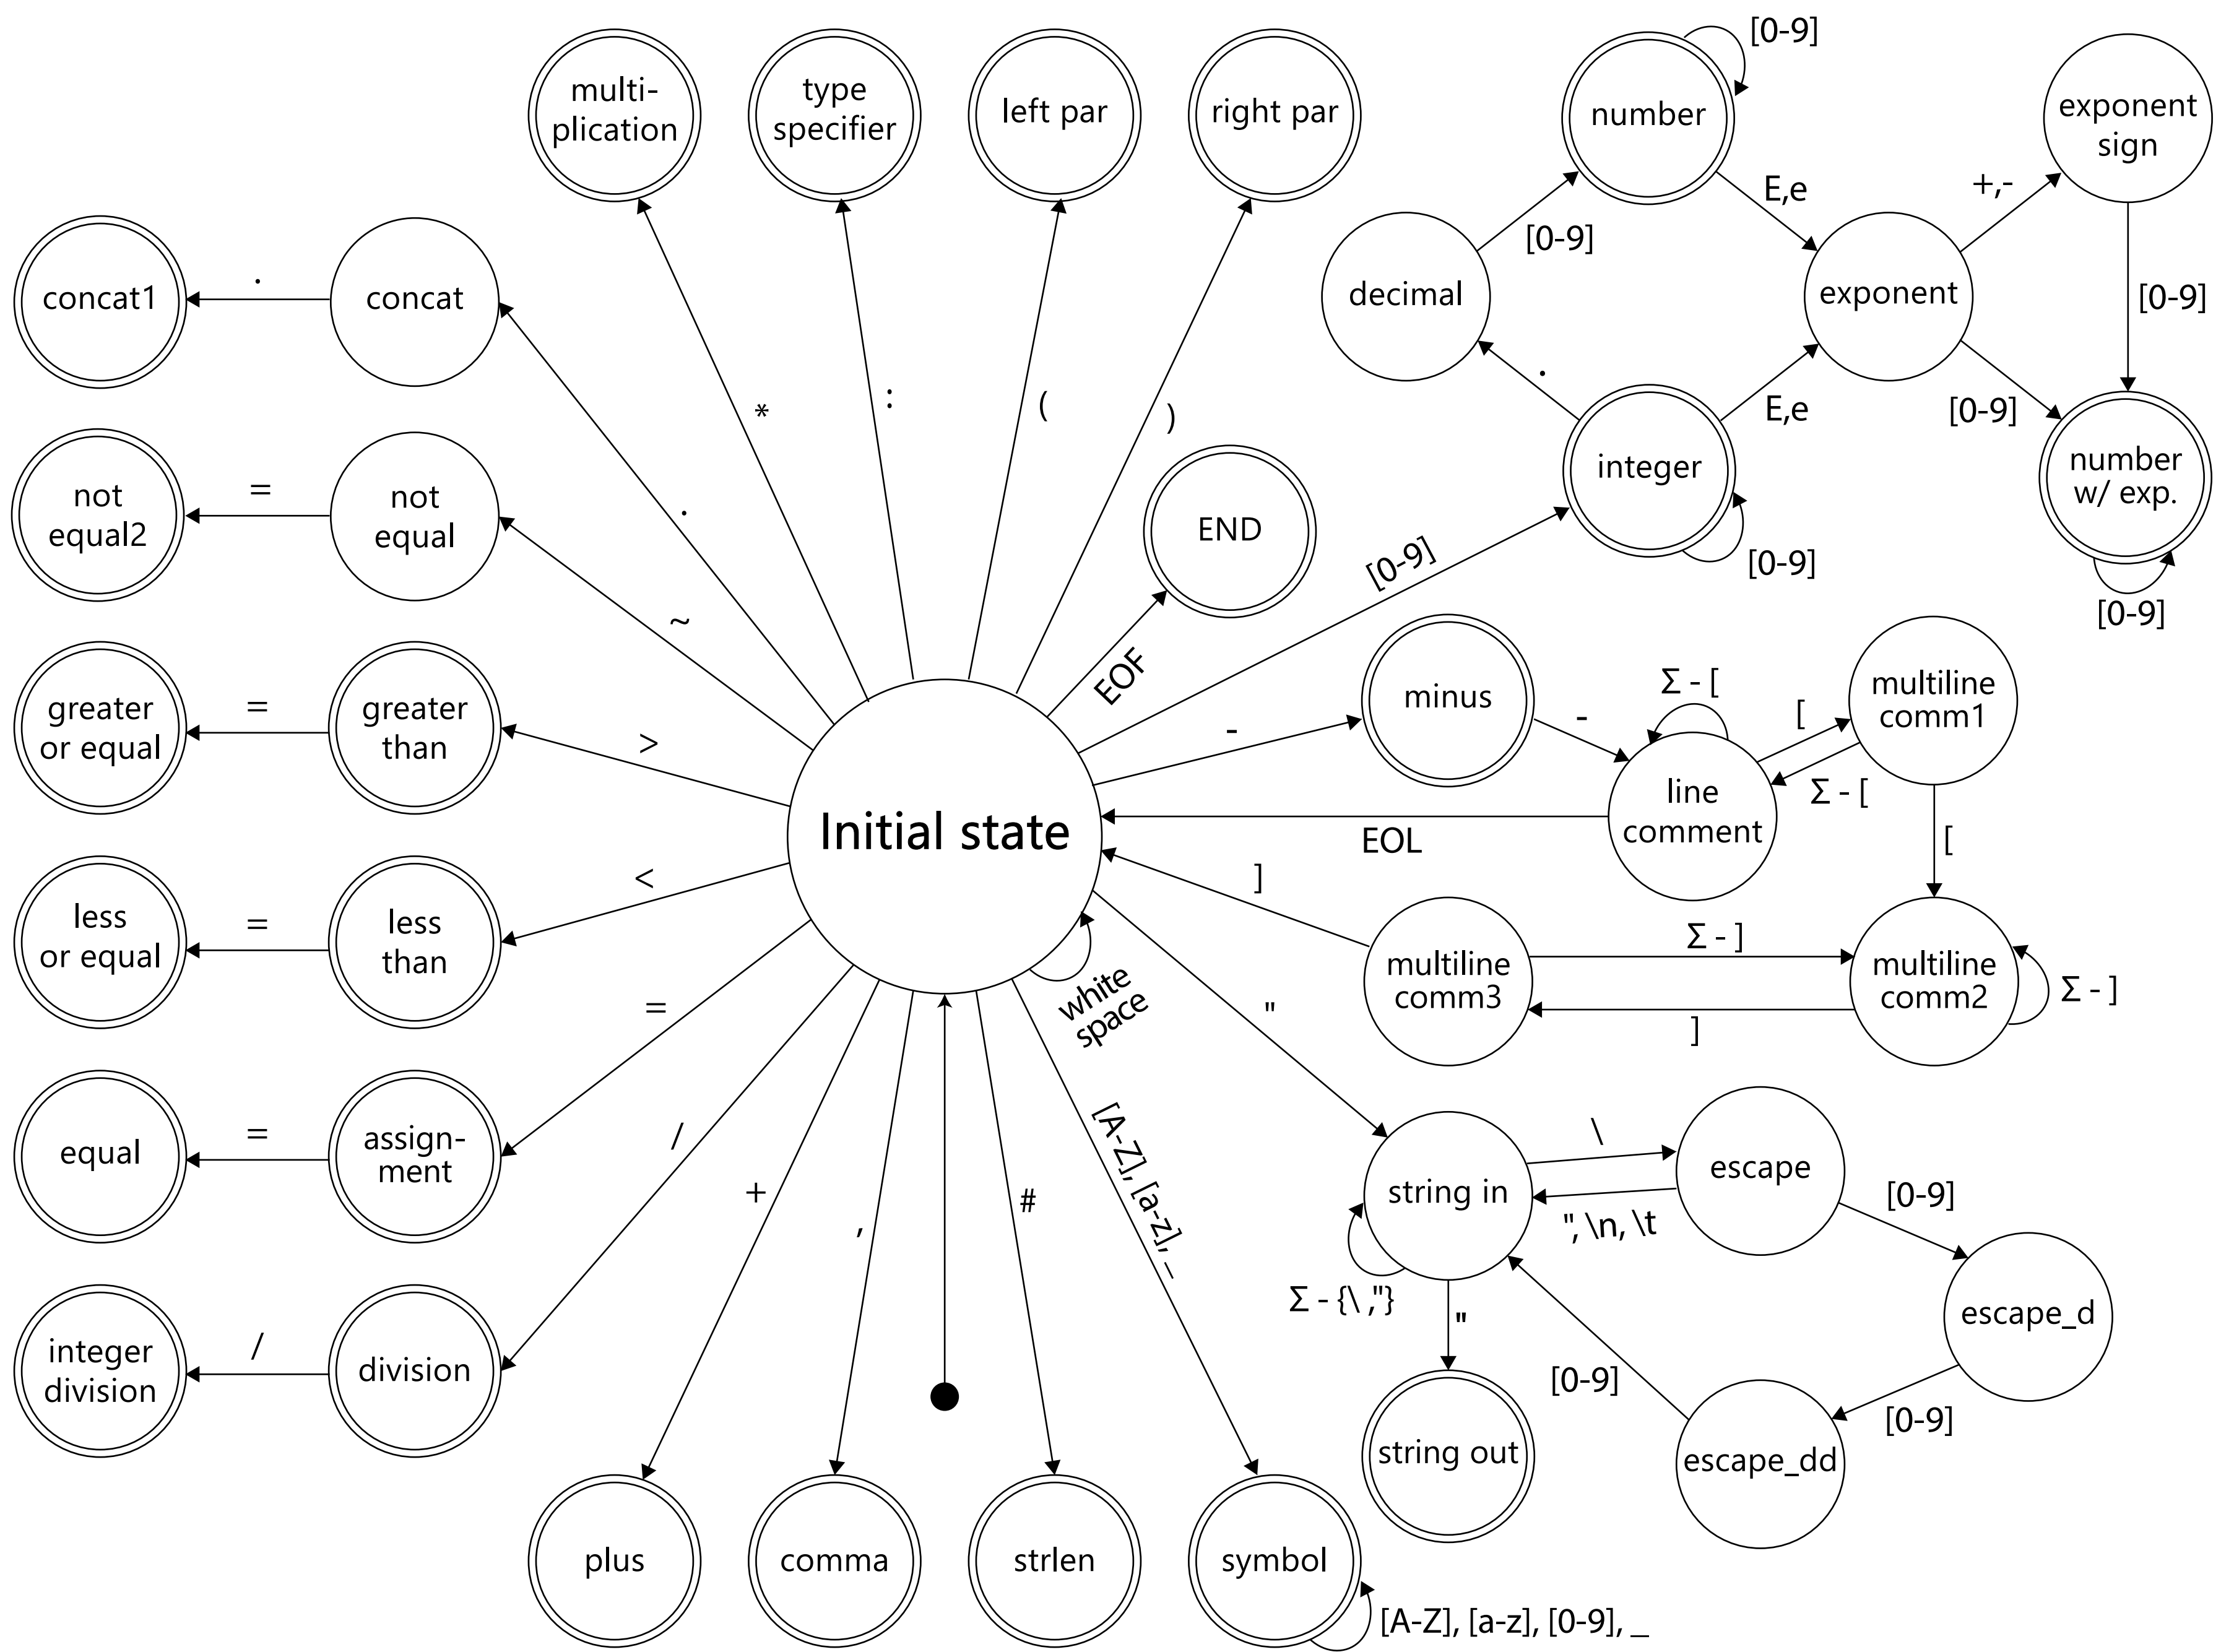 multi-
plication
type
specifier
left par
right par
number
[0-9]
exponent
sign
E,e
+,-
[0-9]
concat1
.
concat
decimal
exponent
[0-9]
.
E,e
[0-9]
*
:
(
)
not
equal2
=
not
equal
.
END
integer
number
w/ exp.
[0-9]
[0-9]
[0-9]
~
EOF
greater
or equal
=
greater
than
>
-
minus
-
Σ - [
[
multiline
comm1
Σ - [
line
comment
[
Initial state
EOL
]
less
or equal
=
less
than
<
multiline
comm3
Σ - ]
]
multiline
comm2
Σ - ]
=
white
space
"
equal
=
assign-
ment
/
+
,
#
[A-Z], [a-z], _
string in
\
", \n, \t
escape
[0-9]
Σ - {\ ,"}
"
escape_d
[0-9]
[0-9]
escape_dd
string out
integer
division
/
division
plus
comma
strlen
symbol
[A-Z], [a-z], [0-9], _